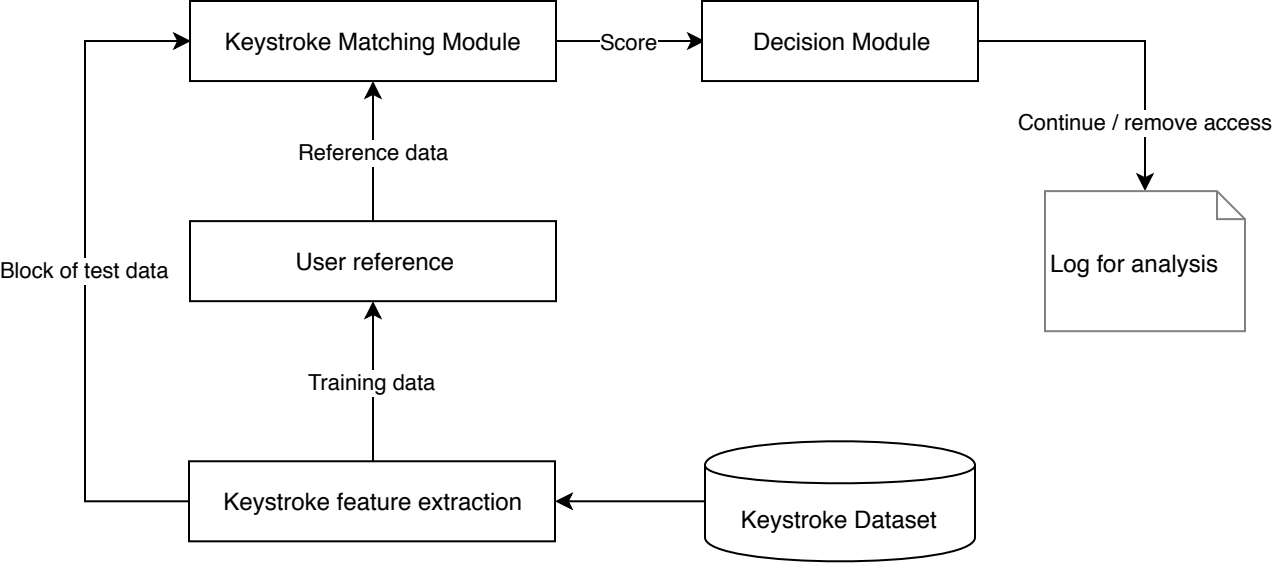 Keystroke Matching Module
Score
Decision Module
Continue / remove access
Reference data
User reference
Log for analysis
Block of test data
Training data
Keystroke feature extraction
Keystroke Dataset